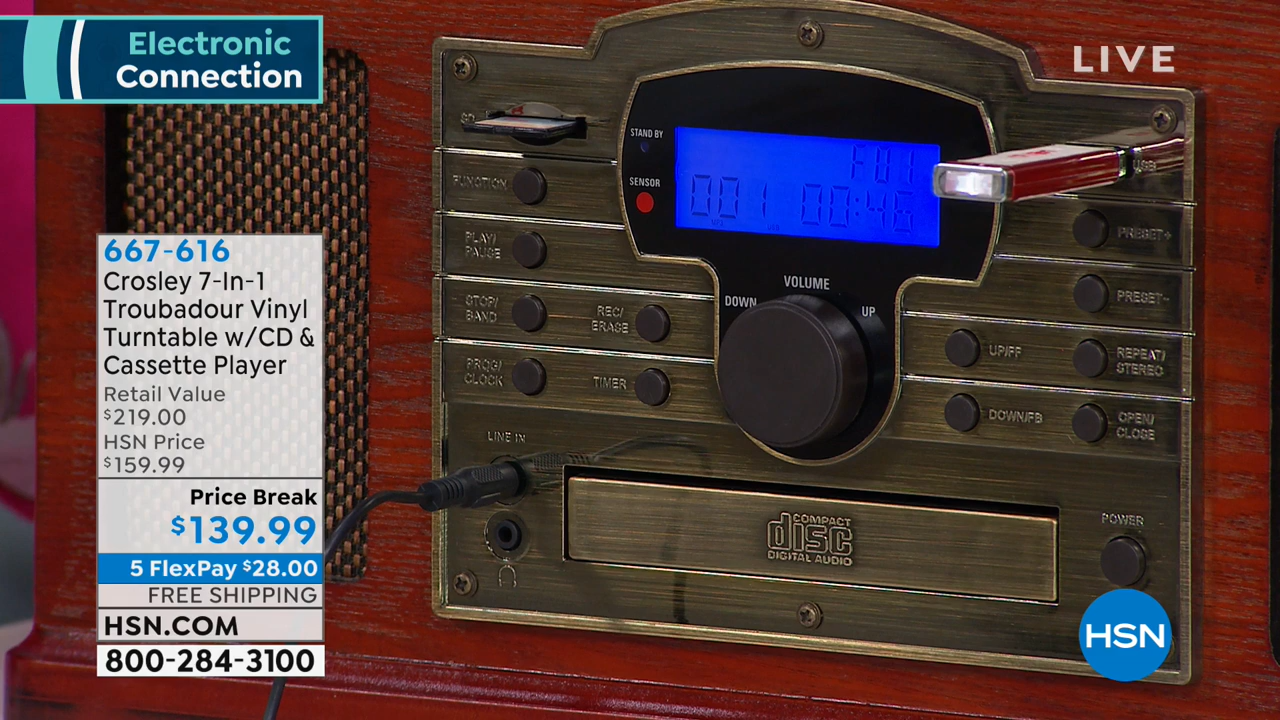 Electronic
Connection
LIVE
667-616
Crosley 7-In-1
Troubadour Vinyl
Turntable w/CD &
Cassette Player
Retail Value
$219.00
HSN Price
$159.99
Price Break
$139.99
5 FlexPay $28.00
FREE SHIPPING
HSN.COM
800-284-3100
SD
FUNCTION
PLAY/
PAUSE
STOP/
BAND
REC/
ERASE
PROG/
CLOCK
TIMER
STAND BY
SENSOR
F01
001 00:46
VOLUME
DOWN
UP
USB
PRESET+
PRESET-
UP/FF
REPEAT/
STEREO
DOWN/FB
OPEN/
CLOSE
LINE IN
COMPACT
disc
DIGITAL AUDIO
POWER
HSN